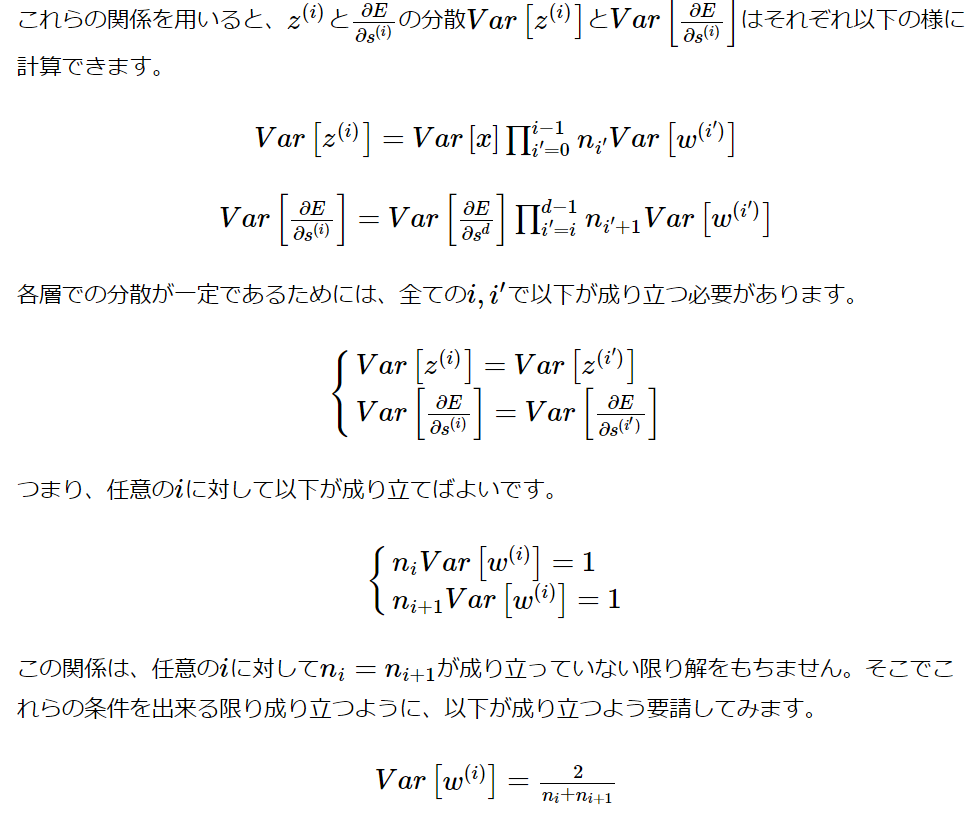 これらの関係を用いると、$z^{(i)}$と$\frac{\partial E}{\partial s^{(i)}}$の分散$Var\left[z^{(i)}\right]$と$Var\left[\frac{\partial E}{\partial s^{(i)}}\right]$はそれぞれ以下の様に
計算できます。
$Var\left[z^{(i)}\right] = Var\left[x\right]\prod_{i'=0}^{i-1} n_{i'}Var\left[w^{(i')}\right]$
$Var\left[\frac{\partial E}{\partial s^{(i)}}\right] = Var\left[\frac{\partial E}{\partial s^{d}}\right]\prod_{i'=i}^{d-1} n_{i'+1}Var\left[w^{(i')}\right]$
各層での分散が一定であるためには、全ての$i, i'$で以下が成り立つ必要があります。
$\begin{cases} Var\left[z^{(i)}\right] = Var\left[z^{(i')}\right] \\ Var\left[\frac{\partial E}{\partial s^{(i)}}\right] = Var\left[\frac{\partial E}{\partial s^{(i')}}\right] \end{cases}$
つまり、任意の$i$に対して以下が成り立てばよいです。
$\begin{cases} n_i Var\left[w^{(i)}\right] = 1 \\ n_{i+1} Var\left[w^{(i)}\right] = 1 \end{cases}$
この関係は、任意の$i$に対して$n_i = n_{i+1}$が成り立っていない限り解をもちません。そこでこ
れらの条件を出来る限り成り立つように、以下が成り立つよう要請してみます。
$Var\left[w^{(i)}\right] = \frac{2}{n_i+n_{i+1}}$